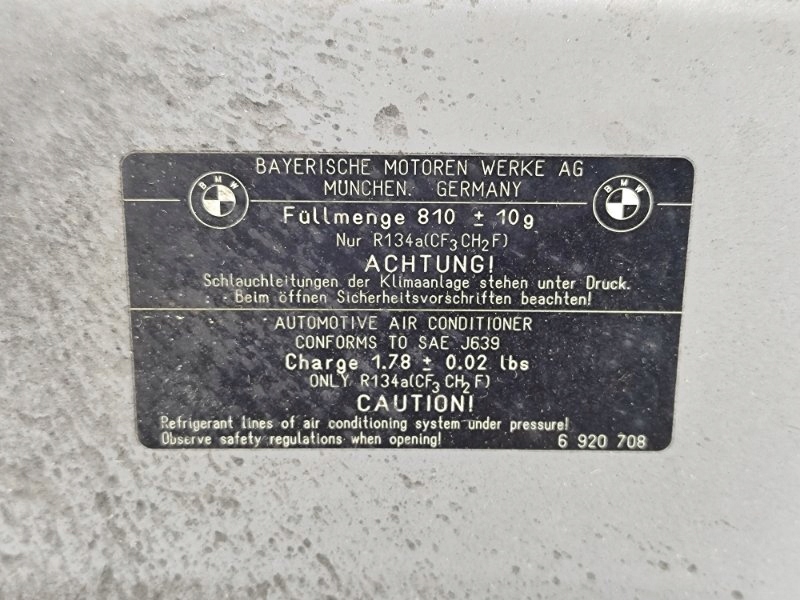 BAYERISCHE MOTOREN WERKE AG
MÜNCHEN. GERMANY
BMW
BMW
Füllmenge 810 ± 10g
Nur R134a(CF₃CH₂F)
ACHTUNG!
Schlauchleitungen der Klimaanlage stehen unter Druck.
Beim öffnen Sicherheitsvorschriften beachten!
AUTOMOTIVE AIR CONDITIONER
CONFORMS TO SAE J639
Charge 1.78 ± 0.02 lbs
ONLY R134a(CF₃CH₂F)
CAUTION!
Refrigerant lines of air conditioning system under pressure!
Observe safety regulations when opening!
6 920 708